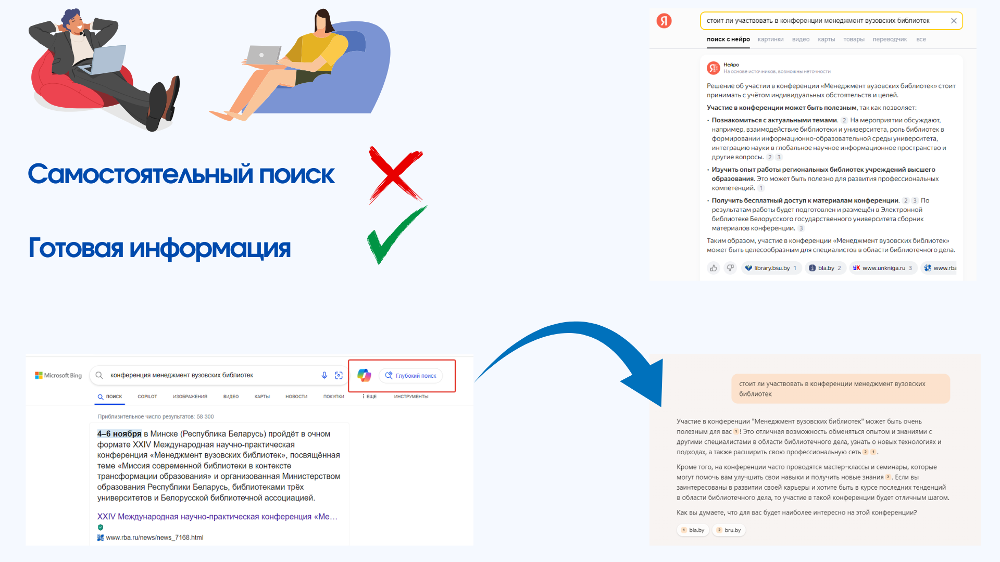 Самостоятельный поиск
Готовая информация
Я
стоит ли участвовать в конференции менеджмент вузовских библиотек
поиск с нейро картинки видео карты товары переводчик все
Нейро
На основе источников, возможны неточности
Решение об участии в конференции «Менеджмент вузовских библиотек» стоит
принимать с учётом индивидуальных обстоятельств и целей.
Участие в конференции может быть полезным, так как позволяет:
• Познакомиться с актуальными темами. 2 На мероприятии обсуждают,
например, взаимодействие библиотеки и университета, роль библиотек в
формировании информационно-образовательной среды университета,
интеграцию науки в глобальное научное информационное пространство и
другие вопросы. 2 3
• Изучить опыт работы региональных библиотек учреждений высшего
образования. Это может быть полезно для развития профессиональных
компетенций. 1
• Получить бесплатный доступ к материалам конференции. 2 3 По
результатам работы будет подготовлен и размещён в Электронной
библиотеке Белорусского государственного университета сборник
материалов конференции. 3
Таким образом, участие в конференции «Менеджмент вузовских библиотек»
может быть целесообразным для специалистов в области библиотечного дела.
library.bsu.by 1 bla.by 2 УК www.unkniga.ru 3 www.rba
Microsoft Bing конференция менеджмент вузовских библиотек Глубокий поиск
ПОИСК COPILOT ИЗОБРАЖЕНИЯ ВИДЕО КАРТЫ НОВОСТИ ПОКУПКИ ⋮ ЕЩЕ ИНСТРУМЕНТЫ
Приблизительное число результатов: 58 300
4–6 ноября в Минске (Республика Беларусь) пройдёт в очном
формате XXIV Международная научно-практическая
конференция «Менеджмент вузовских библиотек», посвящённая
теме «Миссия современной библиотеки в контексте
трансформации образования» и организованная Министерством
образования Республики Беларусь, библиотеками трёх
университетов и Белорусской библиотечной ассоциацией.
XXIV Международная научно-практическая конференция «Ме…
www.rba.ru/news/news_7168.html
стоит ли участвовать в конференции менеджмент вузовских
библиотек
Участие в конференции "Менеджмент вузовских библиотек" может быть очень
полезным для вас 1! Это отличная возможность обменяться опытом и знаниями с
другими специалистами в области библиотечного дела, узнать о новых технологиях и
подходах, а также расширить свою профессиональную сеть 2 1.
Кроме того, на конференции часто проводятся мастер-классы и семинары, которые
могут помочь вам улучшить свои навыки и получить новые знания 2. Если вы
заинтересованы в развитии своей карьеры и хотите быть в курсе последних тенденций
в области библиотечного дела, то участие в такой конференции будет отличным шагом.
Как вы думаете, что для вас будет наиболее интересно на этой конференции?
1 bla.by 2 bru.by